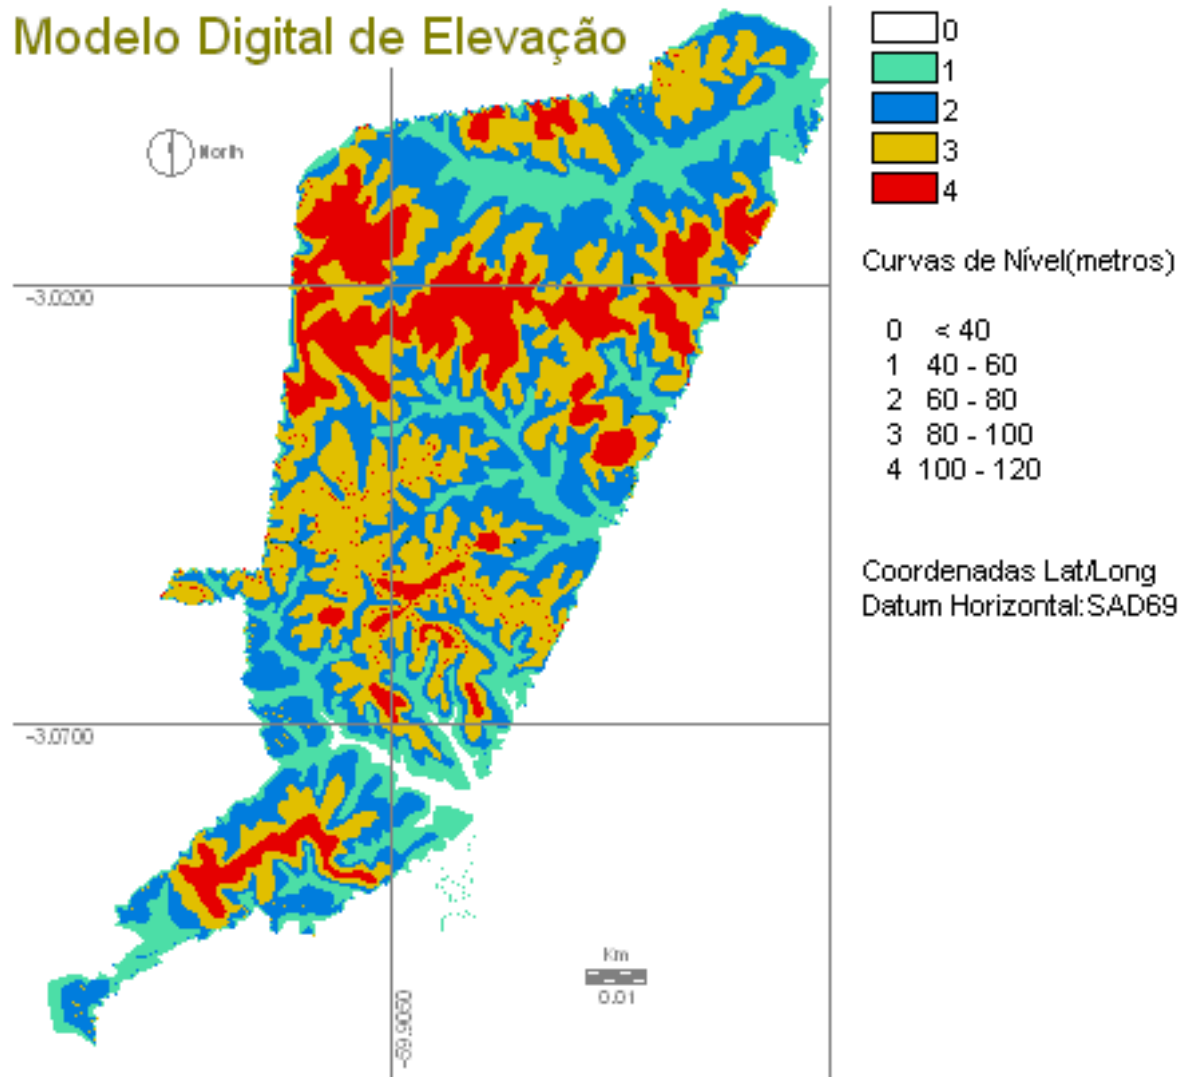 Modelo Digital de Elevação
0
1
2
3
4
North
Curvas de Nível(metros)
-3.0200
0 < 40
1 40 - 60
2 60 - 80
3 80 - 100
4 100 - 120
Coordenadas Lat/Long
Datum Horizontal:SAD69
-3.0700
Km
0.01
-59.9050